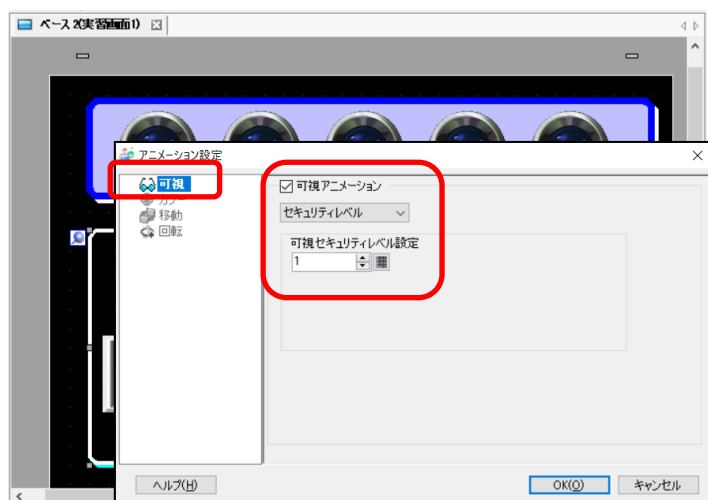 ベース2(実習画面1)
アニメーション設定
可視
カラー
移動
回転
可視アニメーション
セキュリティレベル
可視セキュリティレベル設定
1
ヘルプ(H)
OK(O)
キャンセル